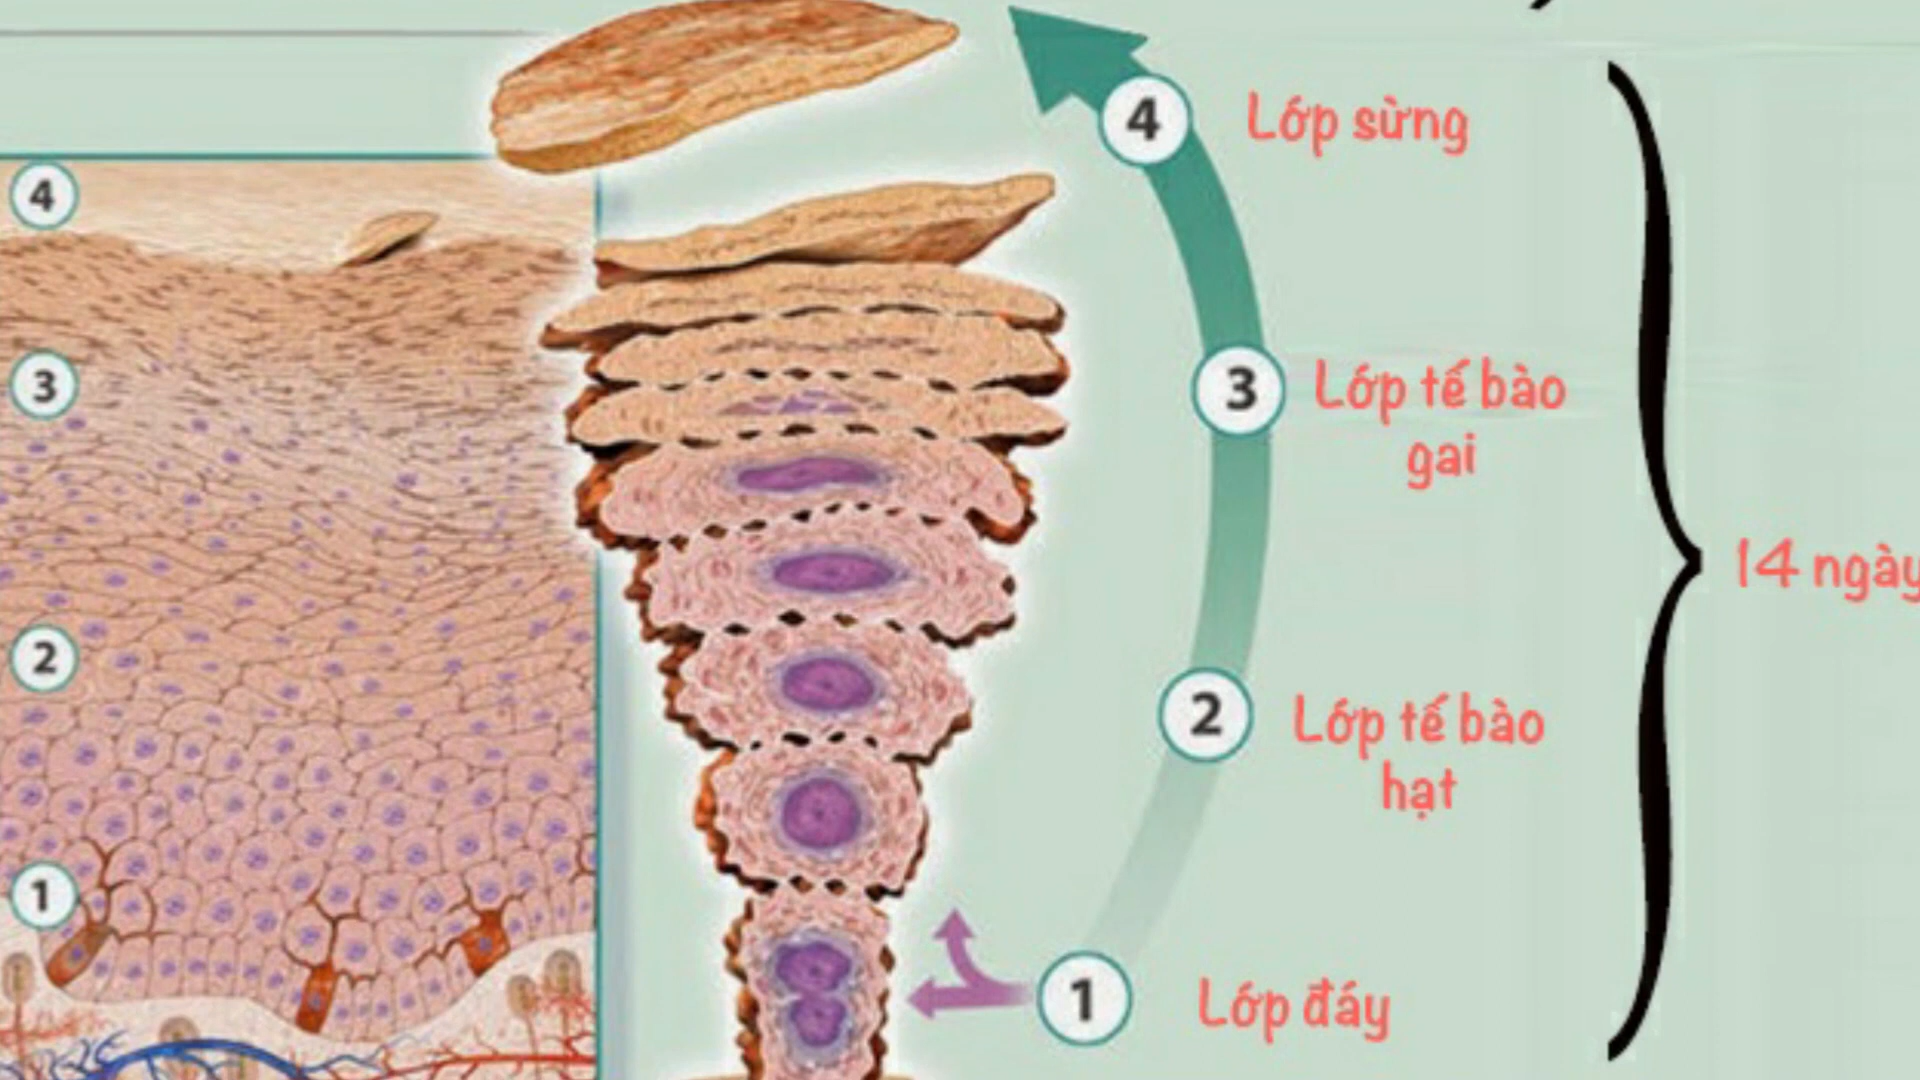 4
Lớp sừng
4
3
3
Lớp tế bào
gai
14 ngày
2
2
Lớp tế bào
hạt
1
1
Lớp đáy